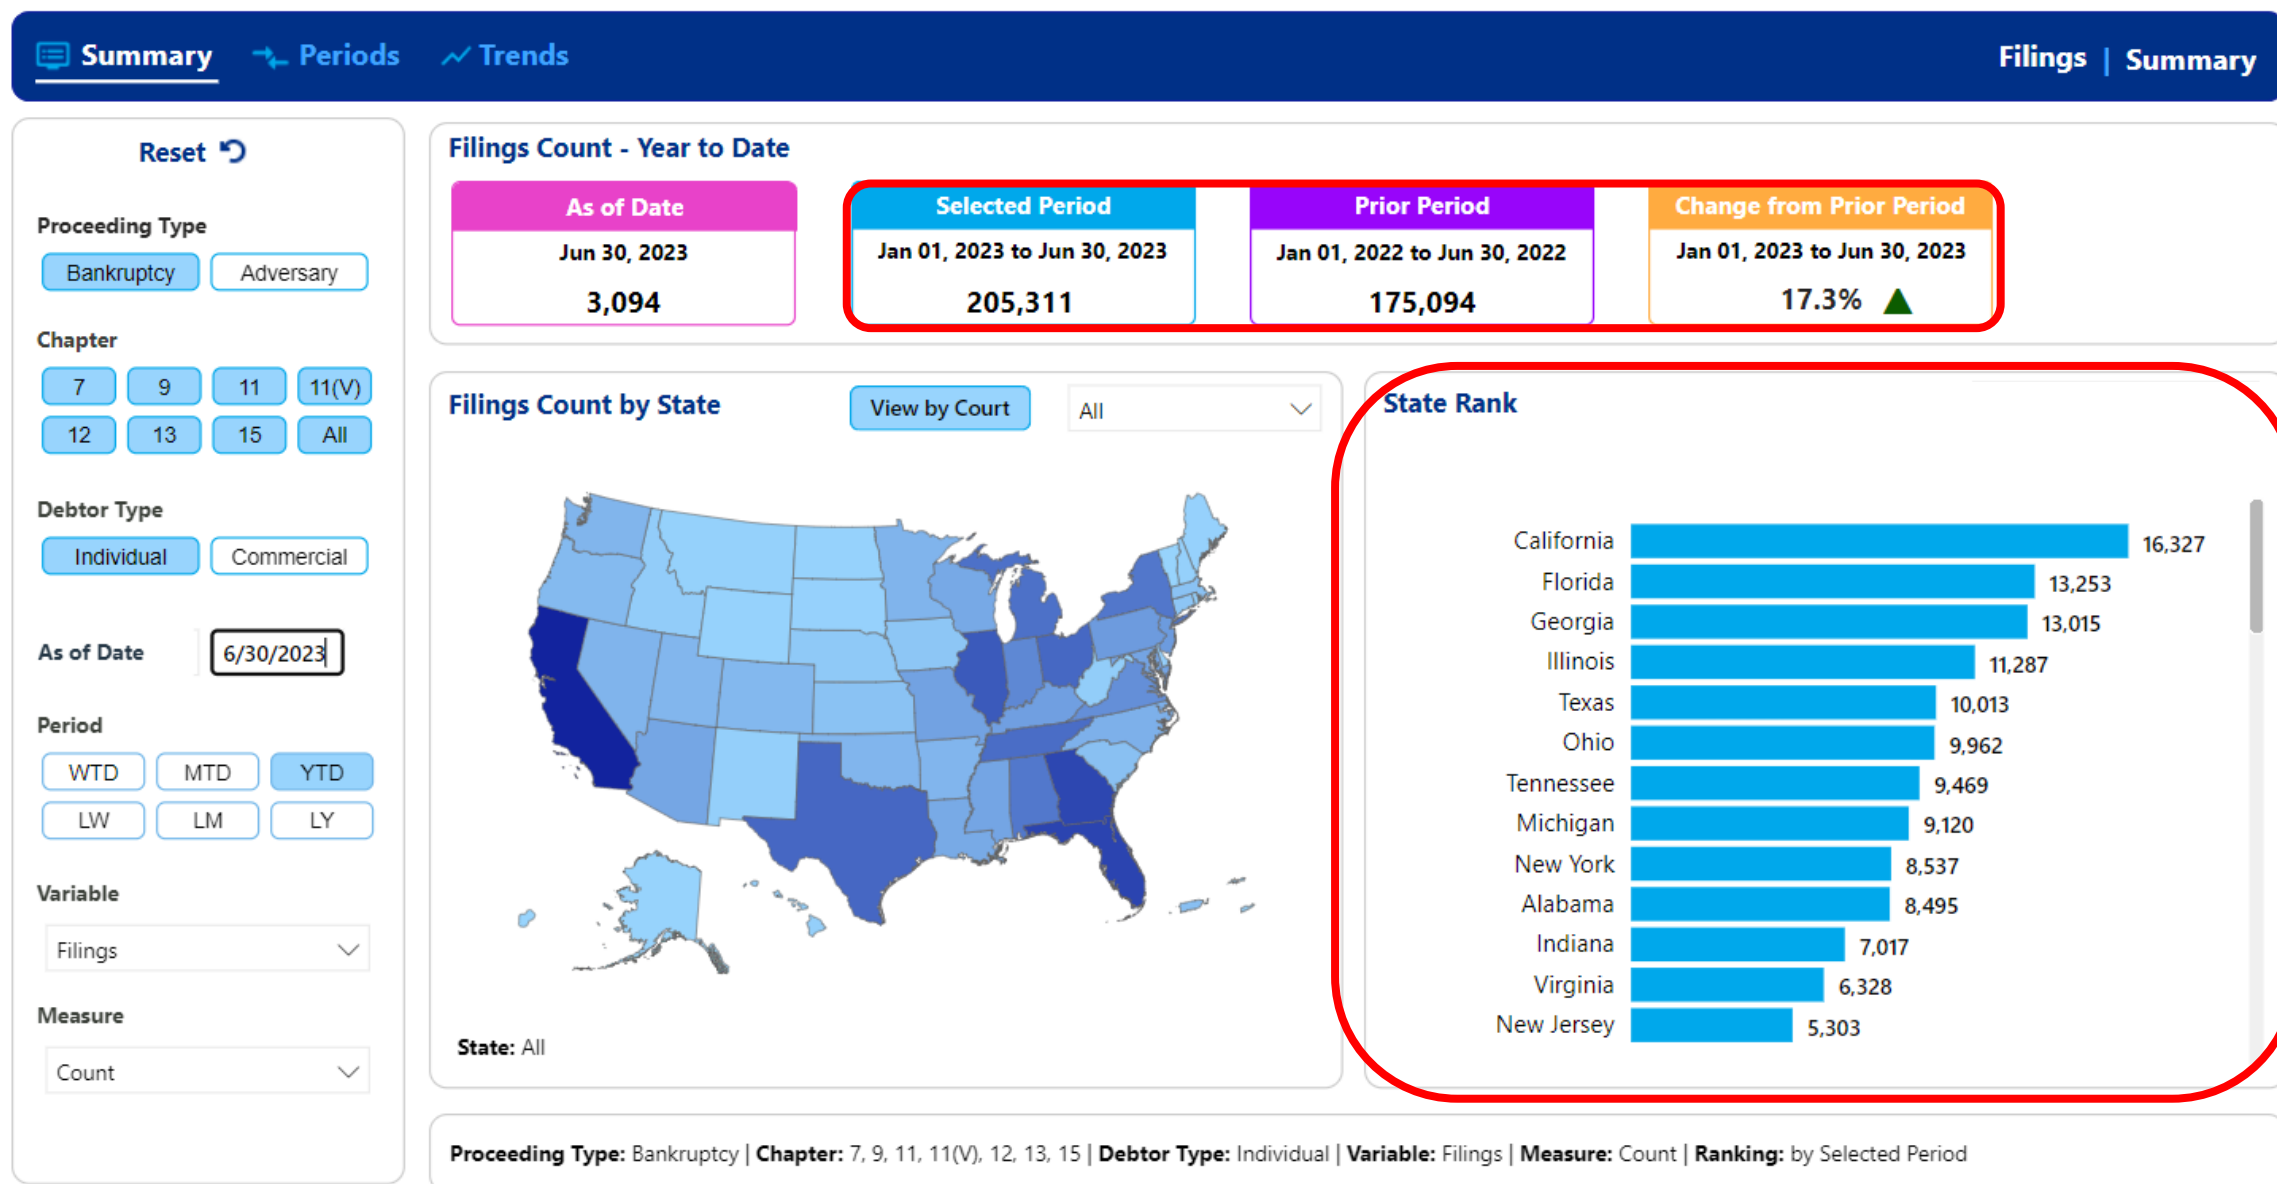 Summary Periods Trends Filings | Summary
Reset
Proceeding Type
Bankruptcy Adversary
Chapter
7 9 11 11(V)
12 13 15 All
Debtor Type
Individual Commercial
As of Date 6/30/2023
Period
WTD MTD YTD
LW LM LY
Variable
Filings
Measure
Count
Filings Count - Year to Date
As of Date
Jun 30, 2023
3,094
Selected Period
Jan 01, 2023 to Jun 30, 2023
205,311
Prior Period
Jan 01, 2022 to Jun 30, 2022
175,094
Change from Prior Period
Jan 01, 2023 to Jun 30, 2023
17.3%
Filings Count by State View by Court All
State: All
State Rank
California 16,327
Florida 13,253
Georgia 13,015
Illinois 11,287
Texas 10,013
Ohio 9,962
Tennessee 9,469
Michigan 9,120
New York 8,537
Alabama 8,495
Indiana 7,017
Virginia 6,328
New Jersey 5,303
Proceeding Type: Bankruptcy | Chapter: 7, 9, 11, 11(V), 12, 13, 15 | Debtor Type: Individual | Variable: Filings | Measure: Count | Ranking: by Selected Period